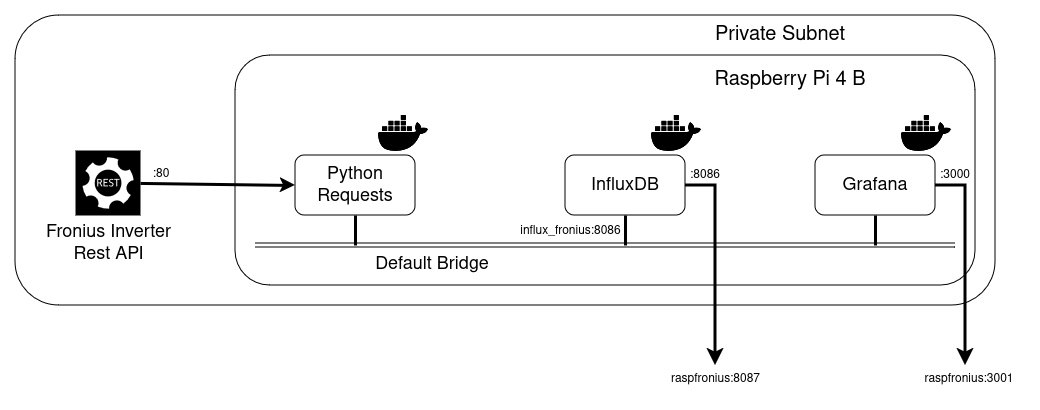 Private Subnet
Raspberry Pi 4 B
REST
:80
Fronius Inverter
Rest API
Python
Requests
InfluxDB
:8086
Grafana
:3000
influx_fronius:8086
Default Bridge
raspfronius:8087
raspfronius:3001